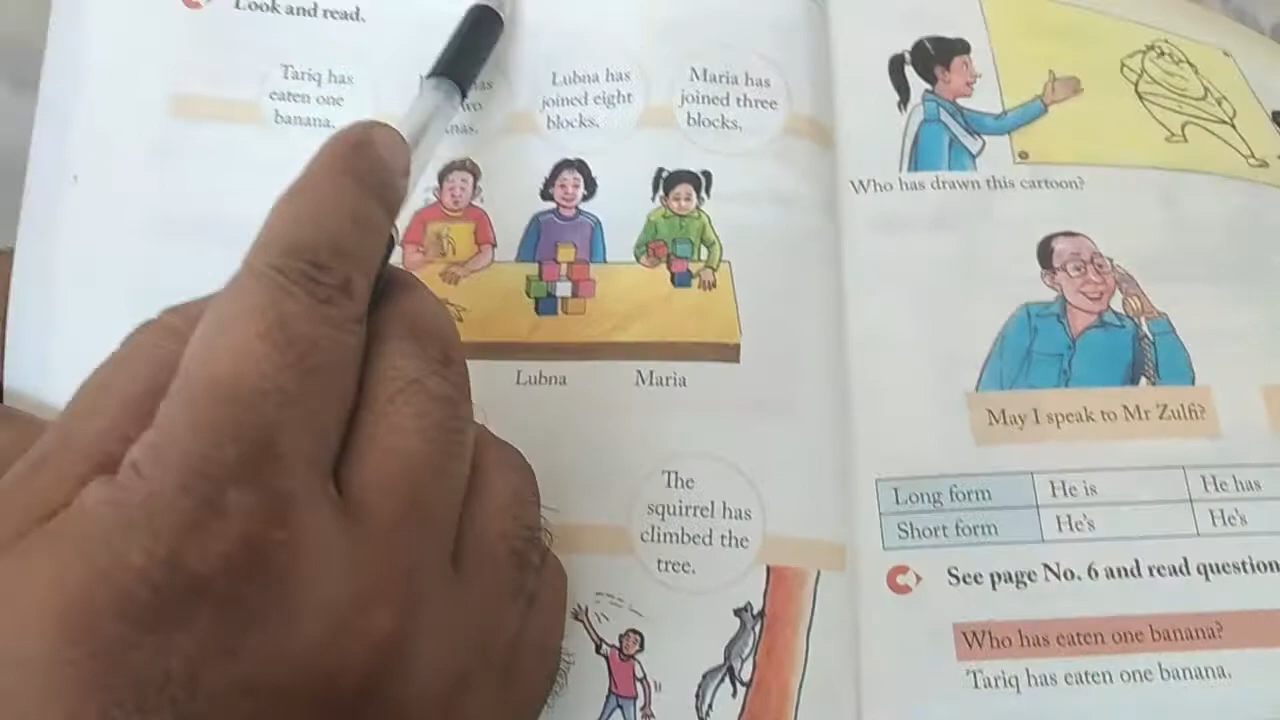 Look and read.
Tariq has
eaten one
banana.
Lubna has
joined eight
blocks.
Maria has
joined three
blocks,
Lubna
Maria
The
squirrel has
climbed the
tree.
Who has drawn this cartoon?
May I speak to Mr Zulfi?
Long form He is He has
Short form He's He's
See page No. 6 and read question
Who has eaten one banana?
Tariq has eaten one banana.